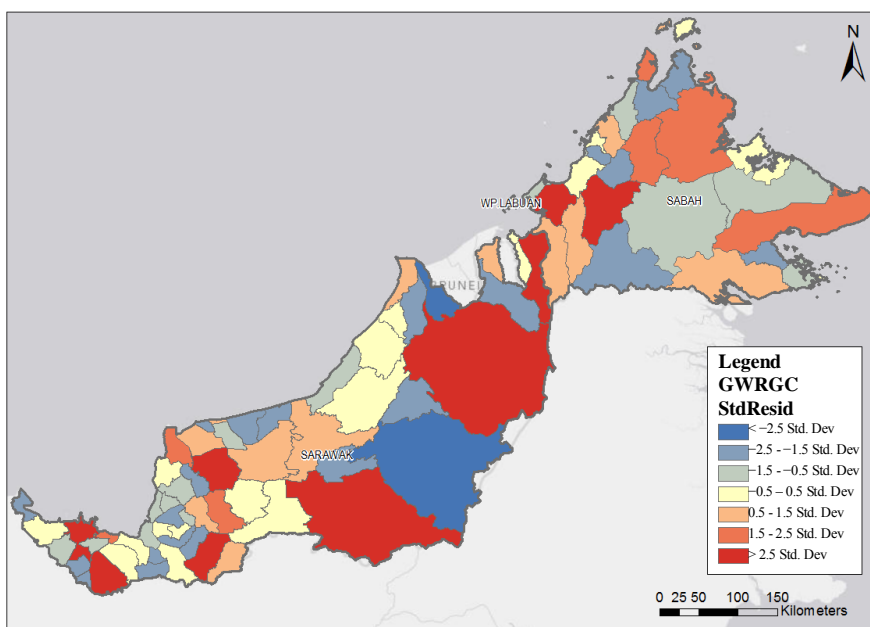 N
WP LABUAN
SABAH
BRUNEI
SARAWAK
Legend
GWRGC
StdResid
< −2.5 Std. Dev
−2.5 - −1.5 Std. Dev
−1.5 - −0.5 Std. Dev
−0.5 – 0.5 Std. Dev
0.5 - 1.5 Std. Dev
1.5 - 2.5 Std. Dev
> 2.5 Std. Dev
0 25 50 100 150
Kilometers